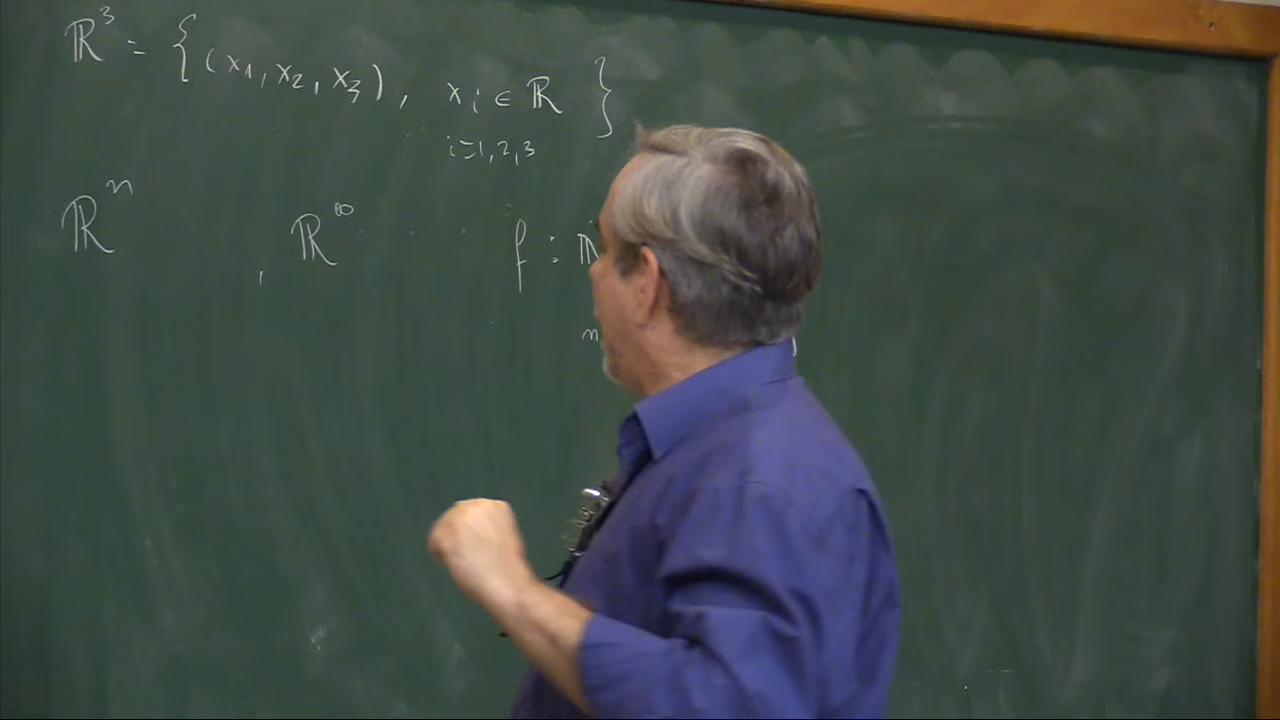 ℝ³ = { (x₁, x₂, x₃), xᵢ ∈ ℝ }
i=1,2,3
ℝⁿ , ℝ^∞ f : ℝ
n